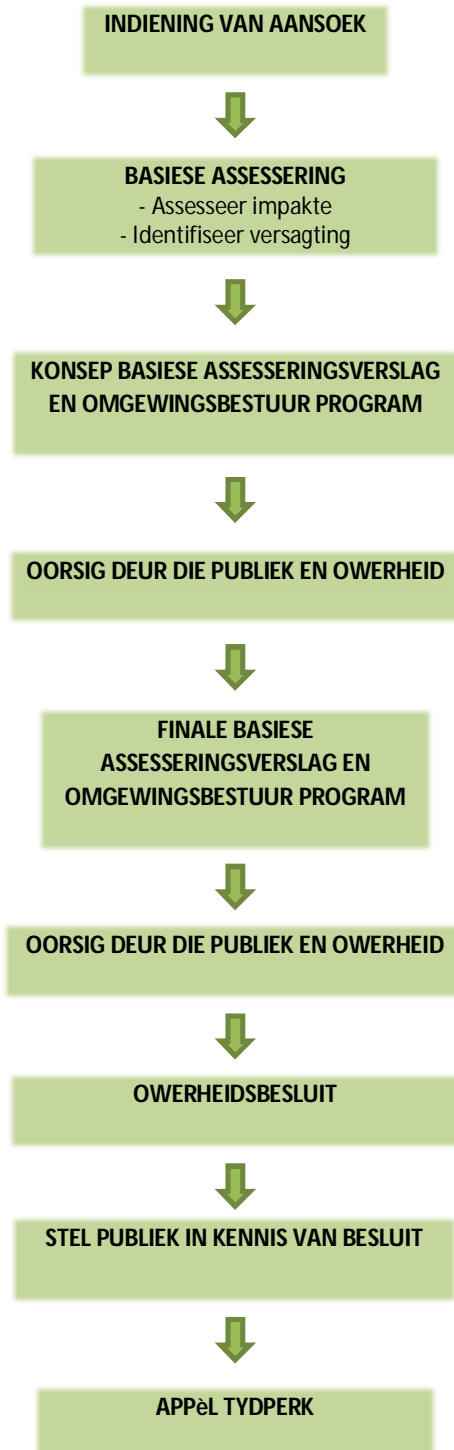 INDIENING VAN AANSOEK
BASIESE ASSESSERING
- Assesseer impakte
- Identifiseer versagting
KONSEP BASIESE ASSESSERINGSVERSLAG
EN OMGEWINGSBESTUUR PROGRAM
OORSIG DEUR DIE PUBLIEK EN OWERHEID
FINALE BASIESE
ASSESSERINGSVERSLAG EN
OMGEWINGSBESTUUR PROGRAM
OORSIG DEUR DIE PUBLIEK EN OWERHEID
OWERHEIDSBESLUIT
STEL PUBLIEK IN KENNIS VAN BESLUIT
APPèL TYDPERK